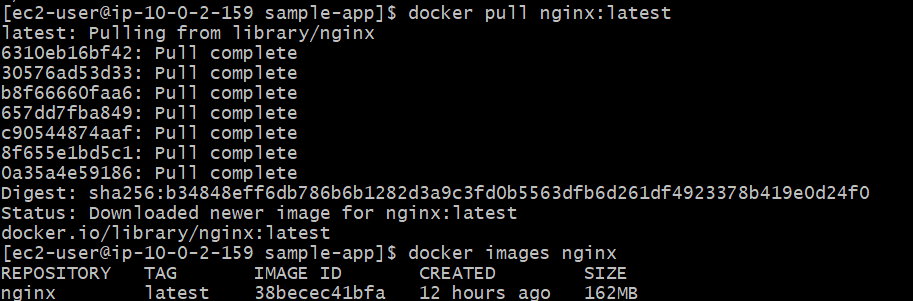 [ec2-user@ip-10-0-2-159 sample-app]$ docker pull nginx:latest
latest: Pulling from library/nginx
6310eb16bf42: Pull complete
30576ad53d33: Pull complete
b8f66660faa6: Pull complete
657dd7fba849: Pull complete
c90544874aaf: Pull complete
8f655e1bd5c1: Pull complete
0a35a4e59186: Pull complete
Digest: sha256:b34848eff6db786b6b1282d3a9c3fd0b5563dfb6d261df4923378b419e0d24f0
Status: Downloaded newer image for nginx:latest
docker.io/library/nginx:latest
[ec2-user@ip-10-0-2-159 sample-app]$ docker images nginx
REPOSITORY   TAG       IMAGE ID       CREATED        SIZE
nginx        latest    38becec41bfa   12 hours ago   162MB